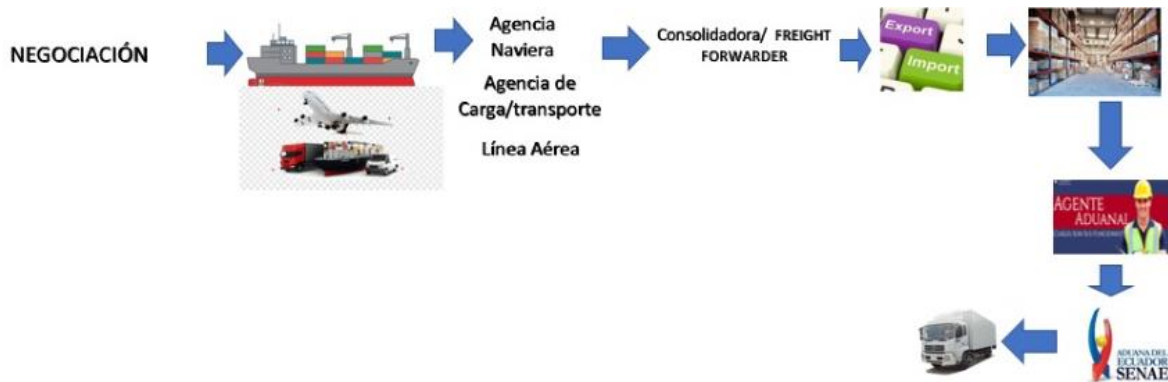 NEGOCIACIÓN
Agencia
Naviera
Agencia de
Carga/transporte
Línea Aérea
Consolidadora/ FREIGHT
FORWARDER
Export
Import
AGENTE
ADUANAL
ADUANA DEL
ECUADOR
SENAE